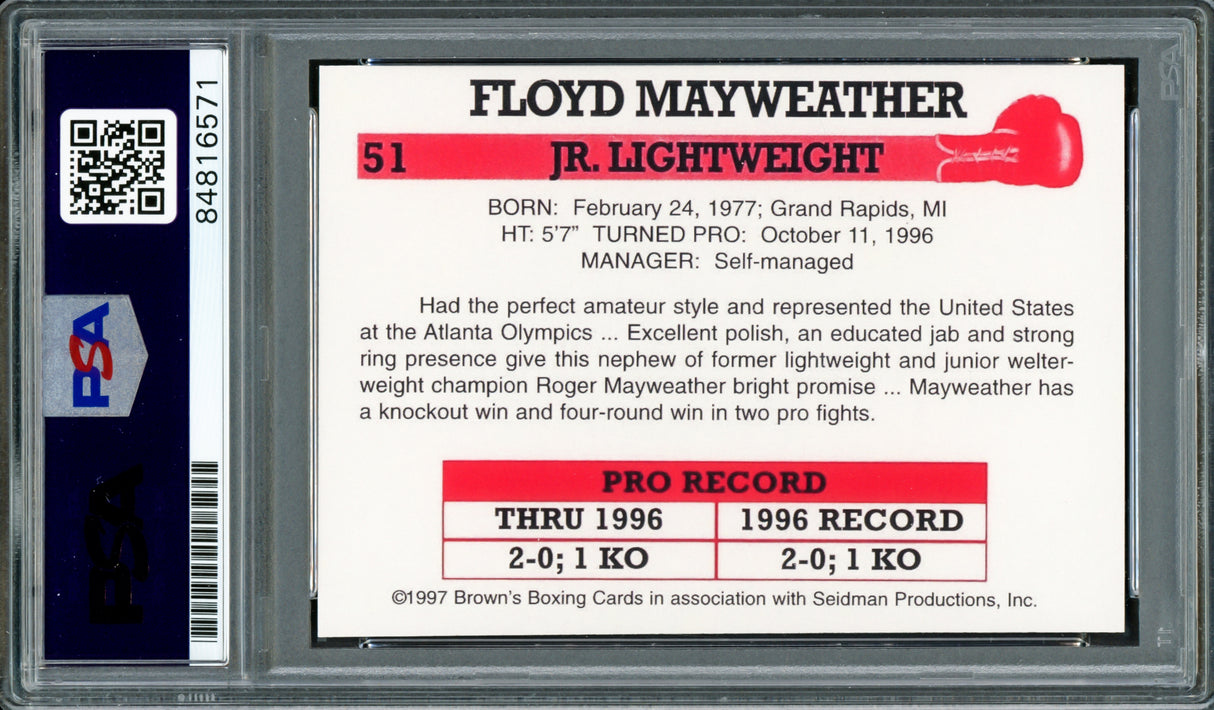 84816571
PSA
PSA
PSA
FLOYD MAYWEATHER
51 JR. LIGHTWEIGHT
BORN: February 24, 1977; Grand Rapids, MI
HT: 5'7" TURNED PRO: October 11, 1996
MANAGER: Self-managed
Had the perfect amateur style and represented the United States
at the Atlanta Olympics ... Excellent polish, an educated jab and strong
ring presence give this nephew of former lightweight and junior welter-
weight champion Roger Mayweather bright promise ... Mayweather has
a knockout win and four-round win in two pro fights.
PRO RECORD
THRU 1996 1996 RECORD
2-0; 1 KO 2-0; 1 KO
©1997 Brown's Boxing Cards in association with Seidman Productions, Inc.